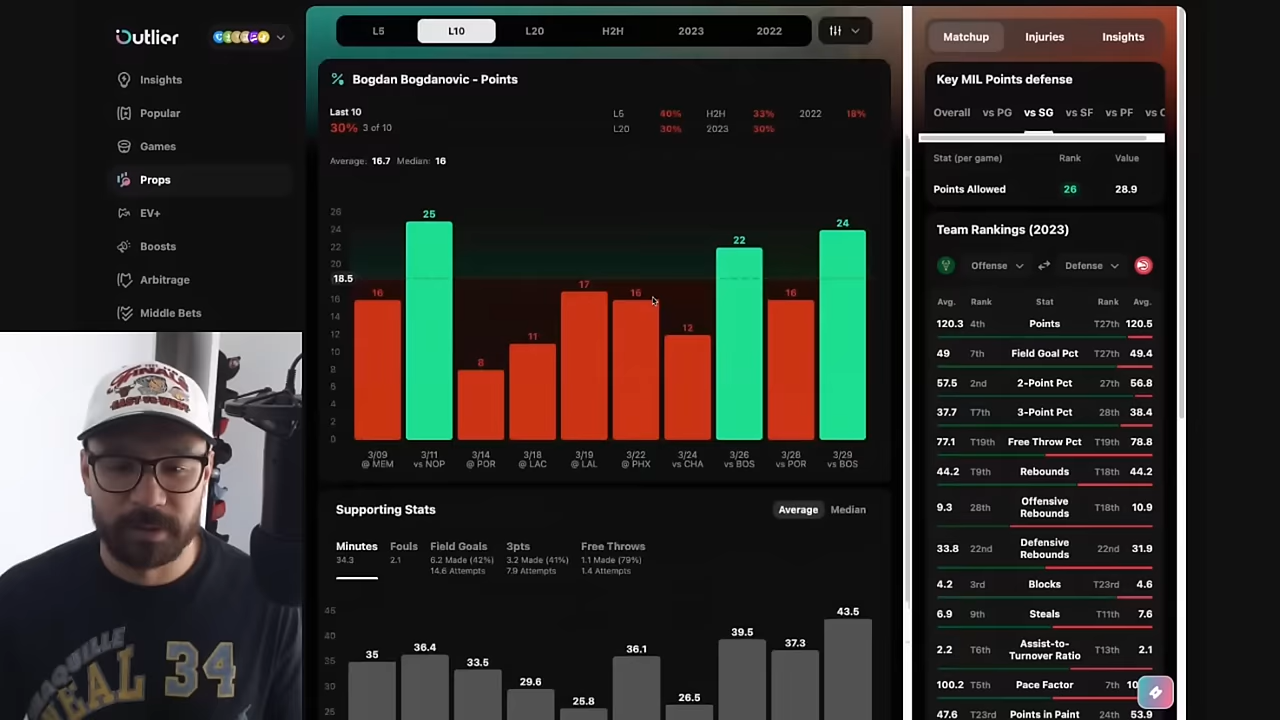 Outlier
Insights
Popular
Games
Props
EV+
Boosts
Arbitrage
Middle Bets
L5 L10 L20 H2H 2023 2022
Bogdan Bogdanovic - Points
Last 10
30% 3 of 10
L5 40% H2H 33% 2022 18%
L20 30% 2023 30%
Average: 16.7 Median: 16
26
24
22
20
18.5
16
14
12
10
8
6
4
2
0
16 25 8 11 17 16 12 22 16 24
3/09 3/11 3/14 3/18 3/19 3/22 3/24 3/26 3/28 3/29
@ MEM vs NOP @ POR @ LAC @ LAL @ PHX vs CHA vs BOS vs POR vs BOS
Supporting Stats
Average Median
Minutes Fouls Field Goals 3pts Free Throws
34.3 2.1 6.2 Made (42%) 3.2 Made (41%) 1.1 Made (79%)
14.6 Attempts 7.9 Attempts 1.4 Attempts
45
40
35
30
25
35 36.4 33.5 29.6 25.8 36.1 26.5 39.5 37.3 43.5
Matchup Injuries Insights
Key MIL Points defense
Overall vs PG vs SG vs SF vs PF vs C
Stat (per game) Rank Value
Points Allowed 26 28.9
Team Rankings (2023)
Offense Defense
Avg. Rank Stat Rank Avg.
120.3 4th Points T27th 120.5
49 7th Field Goal Pct T27th 49.4
57.5 2nd 2-Point Pct 27th 56.8
37.7 T7th 3-Point Pct 28th 38.4
77.1 T19th Free Throw Pct T19th 78.8
44.2 T9th Rebounds T18th 44.2
9.3 28th Offensive Rebounds T18th 10.9
33.8 22nd Defensive Rebounds 22nd 31.9
4.2 3rd Blocks T23rd 4.6
6.9 9th Steals T11th 7.6
2.2 T6th Assist-to-Turnover Ratio T13th 2.1
100.2 T5th Pace Factor 7th 10
47.6 T23rd Points in Paint 24th 53.9
EAST vs WEST
SHAQUILLE
NEAL 34